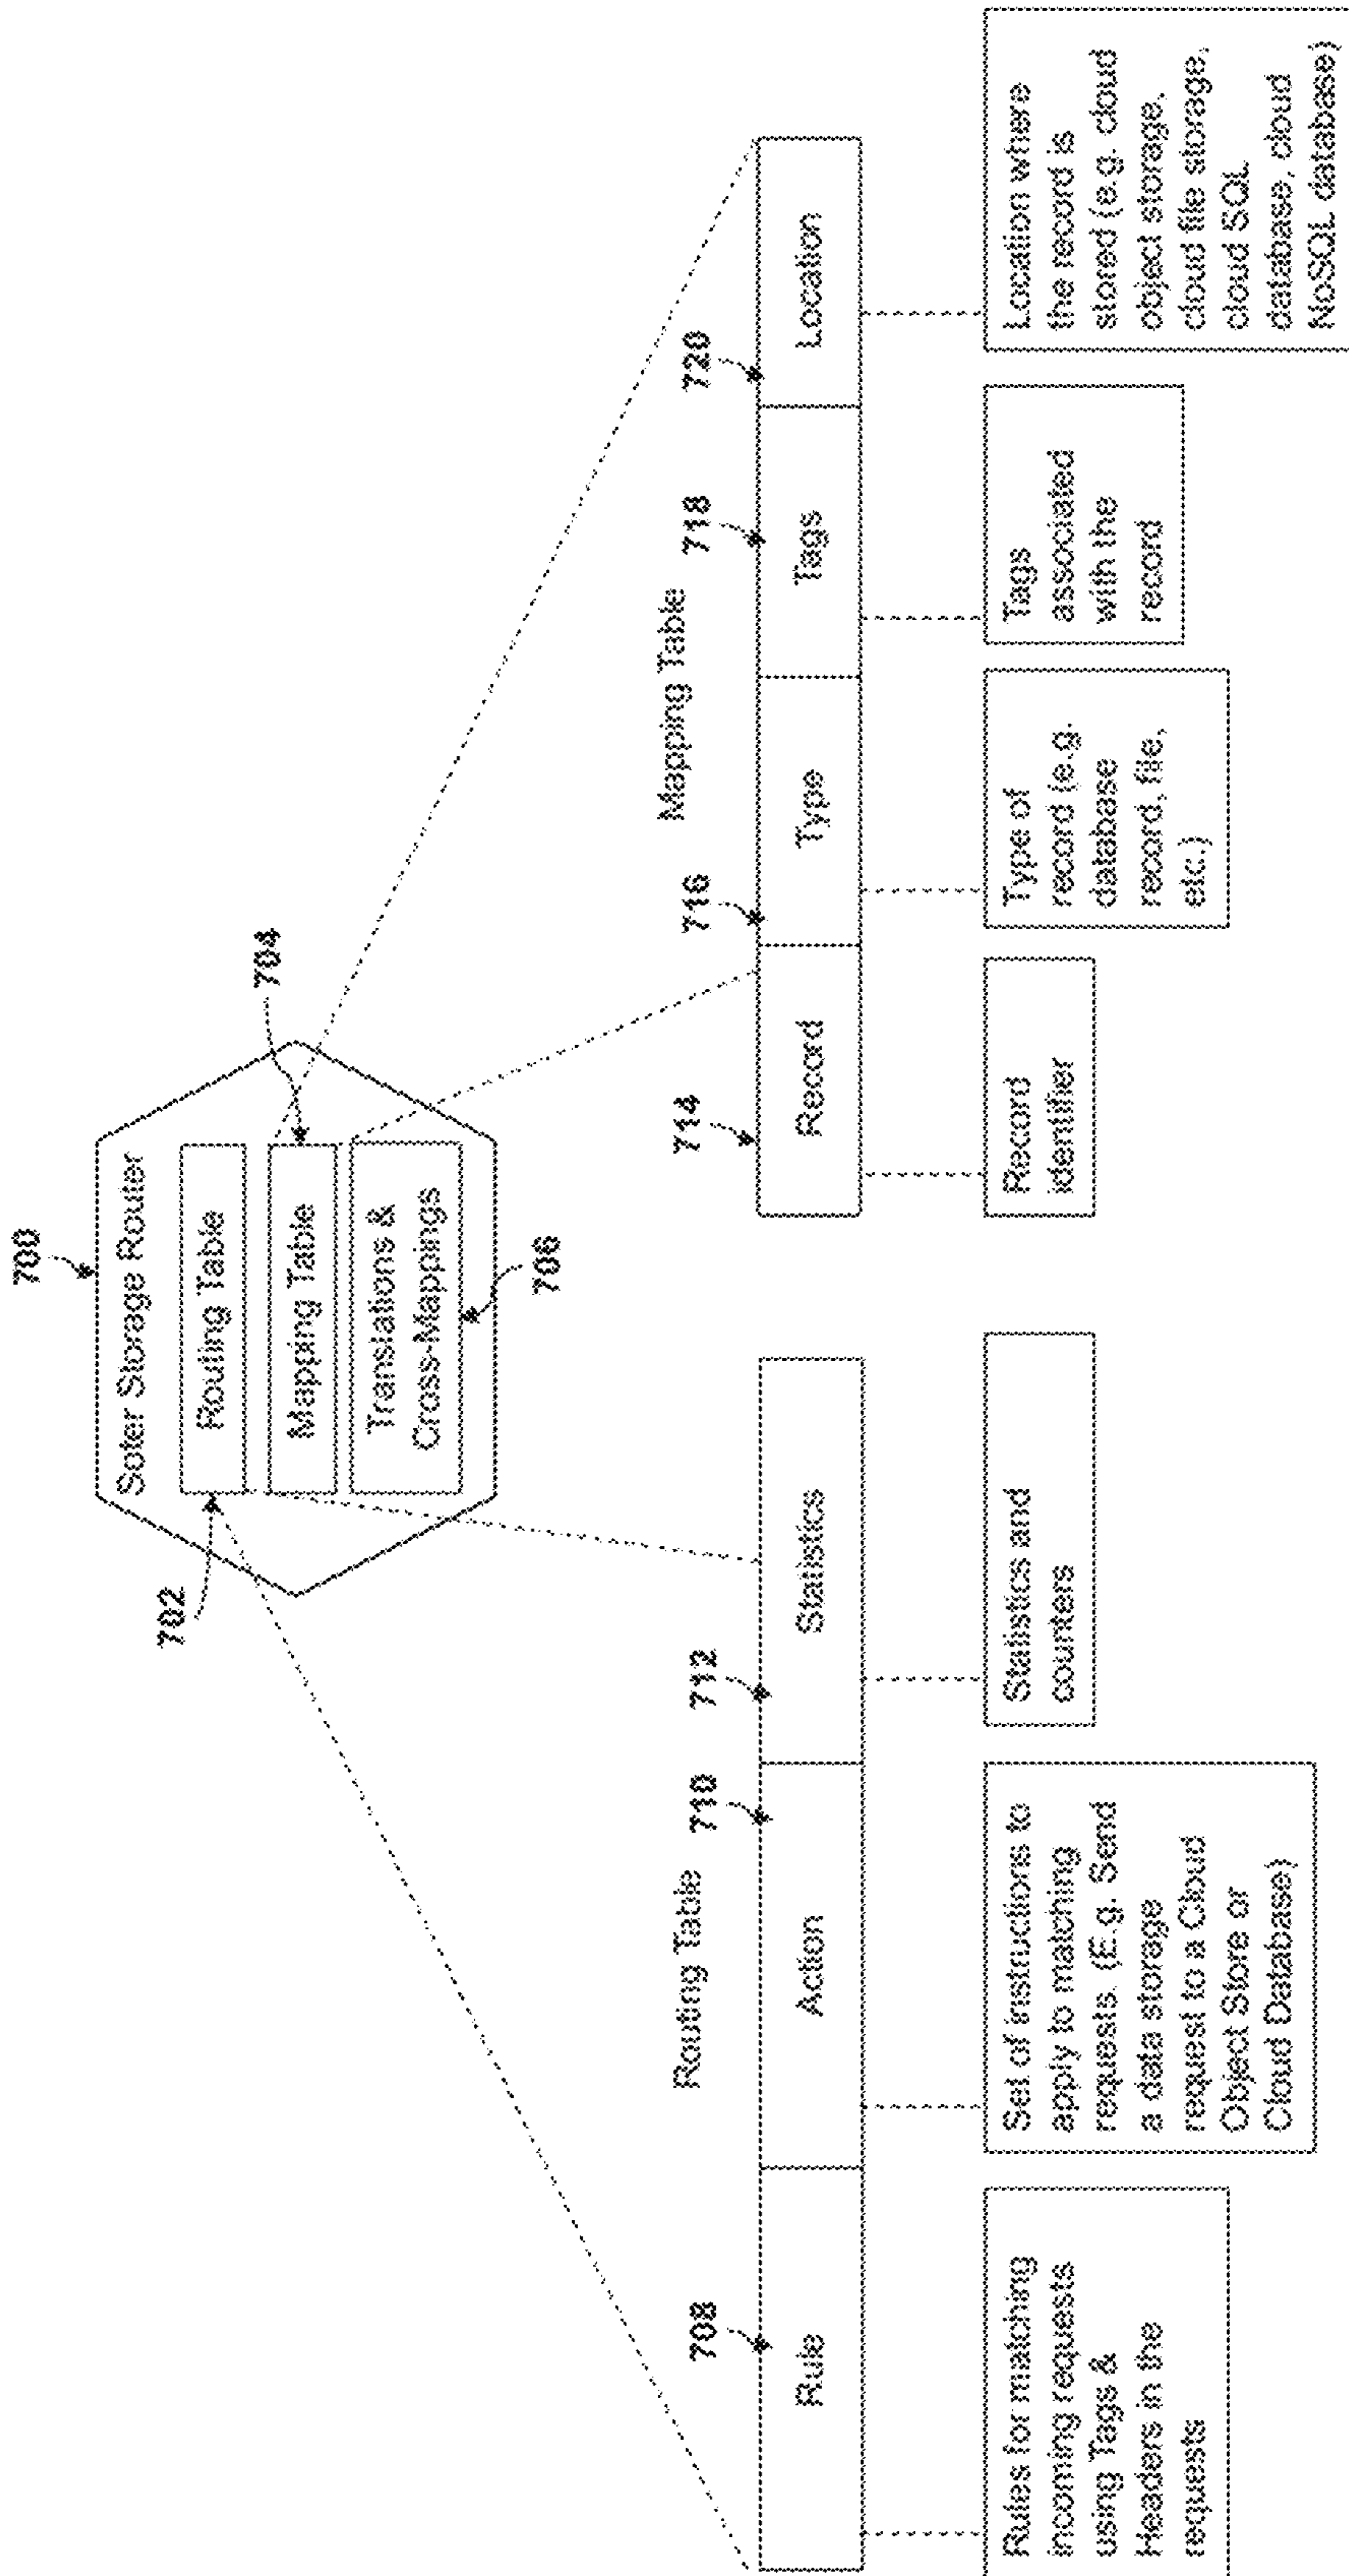 700
Soter Storage Router
702
Routing Table
704
Mapping Table
Translations &
Cross-Mappings
706
Routing Table
708
710
712
Rule
Action
Statistics
Rules for matching
incoming requests
using Tags &
Headers in the
requests
Set of instructions to
apply to matching
requests. (E.g. Send
a data storage
request to a Cloud
Object Store or
Cloud Database)
Statistics and
counters
Mapping Table
714
716
718
720
Record
Type
Tags
Location
Record
identifier
Type of
record (e.g.
database
record, file,
etc.)
Tags
associated
with the
record
Location where
the record is
stored (e.g. cloud
object storage,
cloud file storage,
cloud SQL
database, cloud
NoSQL database)